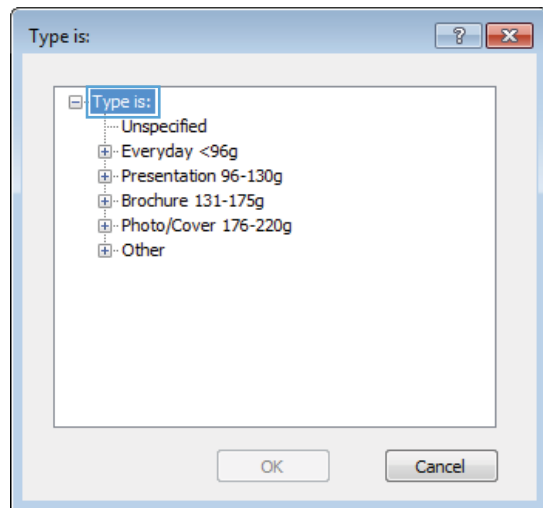 Type is:
?
Type is:
Unspecified
Everyday <96g
Presentation 96-130g
Brochure 131-175g
Photo/Cover 176-220g
Other
OK
Cancel